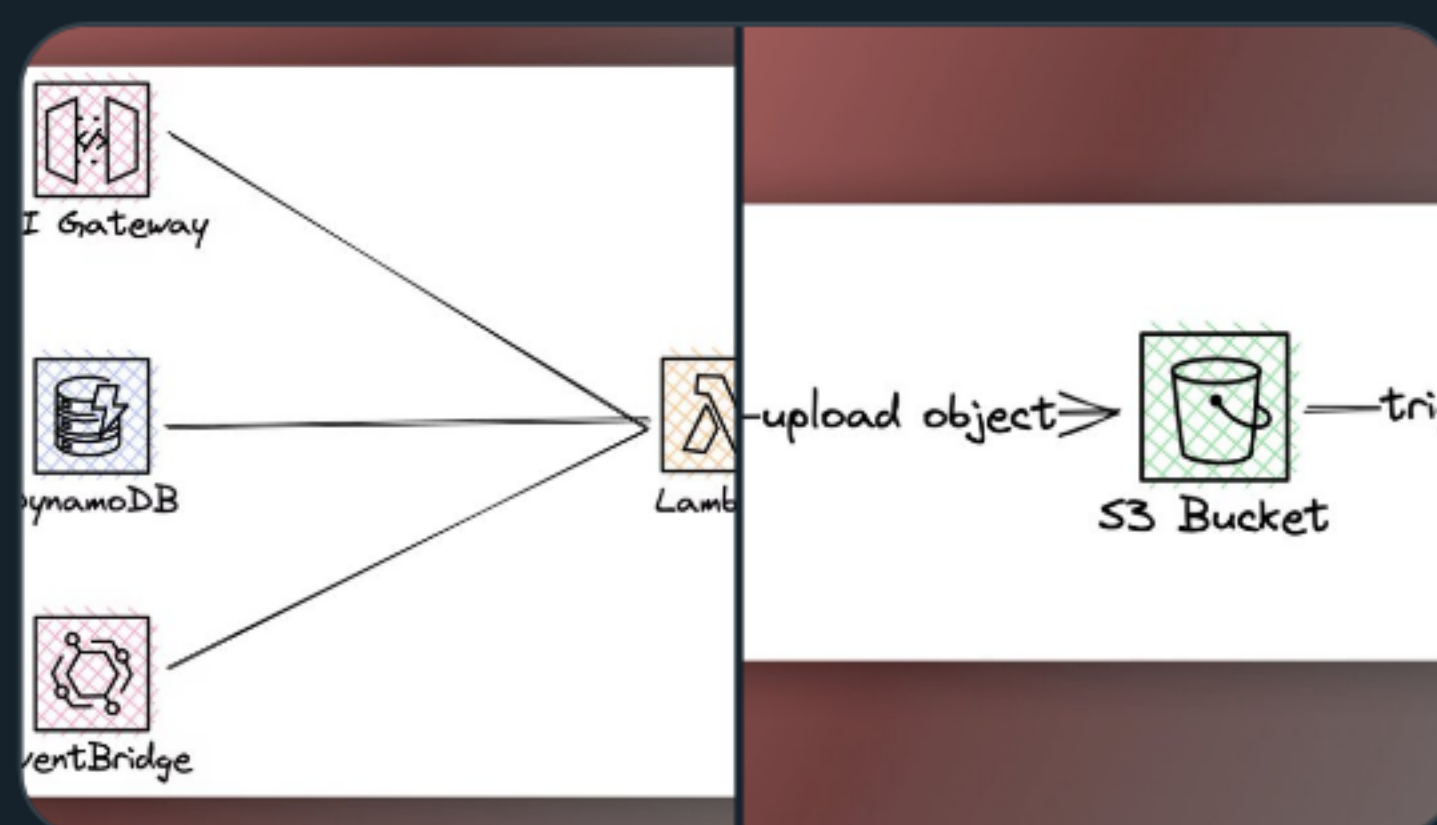 I Gateway
ynamoDB
ventBridge
Lamb
upload object
S3 Bucket
tri